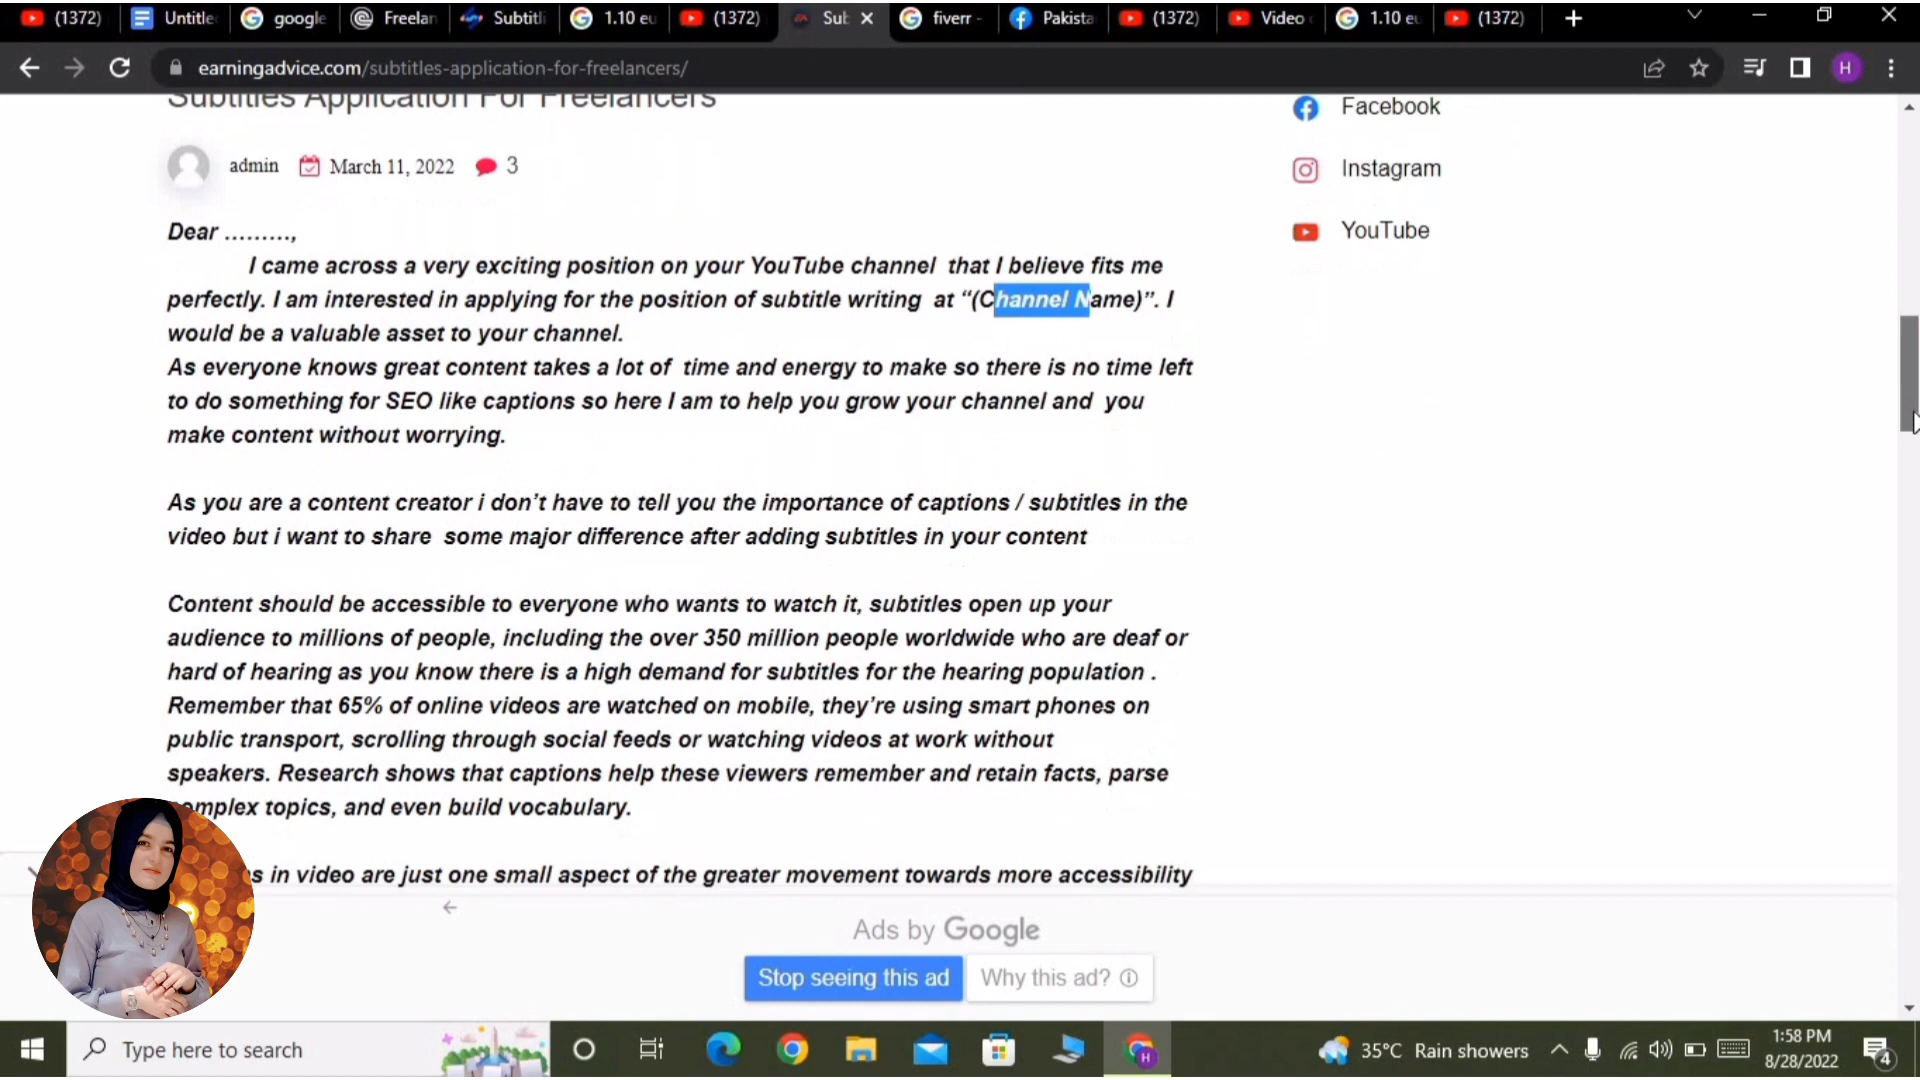 (1372)
Untitle
google
Freelan
Subtitl
1.10 eu
(1372)
Sub
fiverr -
Pakista
(1372)
Video
1.10 eu
(1372)
earningadvice.com/subtitles-application-for-freelancers/
H
Subtitles Application For Freelancers
admin March 11, 2022 3
Facebook
Instagram
YouTube
Dear .........,
I came across a very exciting position on your YouTube channel that I believe fits me
perfectly. I am interested in applying for the position of subtitle writing at “(Channel Name)”. I
would be a valuable asset to your channel.
As everyone knows great content takes a lot of time and energy to make so there is no time left
to do something for SEO like captions so here I am to help you grow your channel and you
make content without worrying.
As you are a content creator i don’t have to tell you the importance of captions / subtitles in the
video but i want to share some major difference after adding subtitles in your content
Content should be accessible to everyone who wants to watch it, subtitles open up your
audience to millions of people, including the over 350 million people worldwide who are deaf or
hard of hearing as you know there is a high demand for subtitles for the hearing population .
Remember that 65% of online videos are watched on mobile, they’re using smart phones on
public transport, scrolling through social feeds or watching videos at work without
speakers. Research shows that captions help these viewers remember and retain facts, parse
complex topics, and even build vocabulary.
in video are just one small aspect of the greater movement towards more accessibility
Ads by Google
Stop seeing this ad
Why this ad?
Type here to search
H
35°C Rain showers
1:58 PM
8/28/2022
4